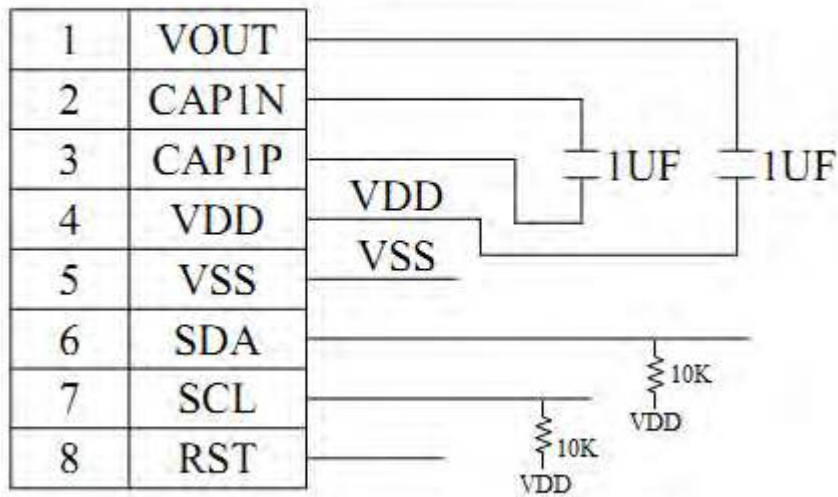 1 VOUT
2 CAP1N
3 CAP1P
4 VDD
5 VSS
6 SDA
7 SCL
8 RST
VDD
VSS
1UF
1UF
10K
VDD
10K
VDD